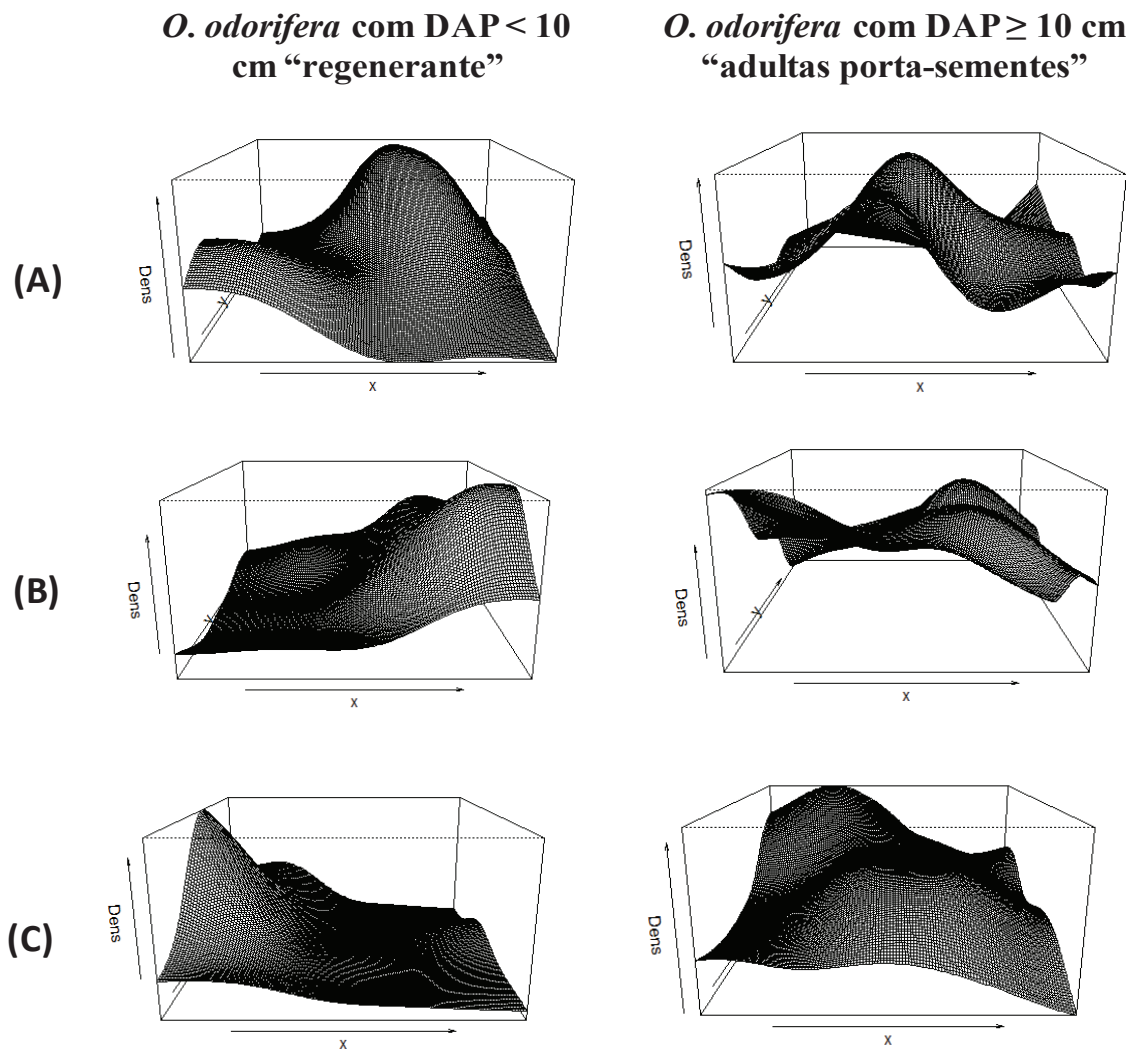 O. odorifera com DAP < 10
cm “regenerante”
O. odorifera com DAP ≥ 10 cm
“adultas porta-sementes”
(A)
Dens
y
x
Dens
y
x
(B)
Dens
y
x
Dens
y
x
(C)
Dens
x
Dens
x